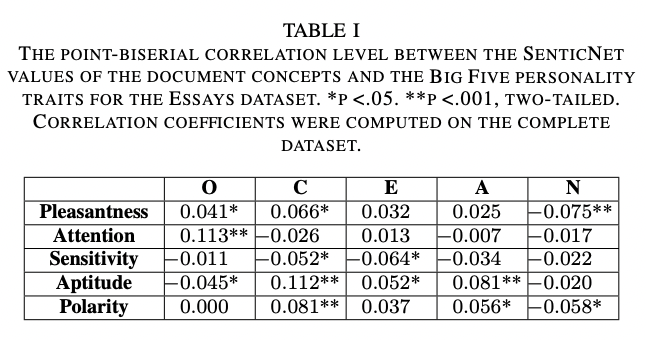 TABLE I
THE POINT-BISERIAL CORRELATION LEVEL BETWEEN THE SENTICNET
VALUES OF THE DOCUMENT CONCEPTS AND THE BIG FIVE PERSONALITY
TRAITS FOR THE ESSAYS DATASET. *P <.05. **P <.001, TWO-TAILED.
CORRELATION COEFFICIENTS WERE COMPUTED ON THE COMPLETE
DATASET.
O C E A N
Pleasantness 0.041* 0.066* 0.032 0.025 −0.075**
Attention 0.113** −0.026 0.013 −0.007 −0.017
Sensitivity −0.011 −0.052* −0.064* −0.034 −0.022
Aptitude −0.045* 0.112** 0.052* 0.081** −0.020
Polarity 0.000 0.081** 0.037 0.056* −0.058*